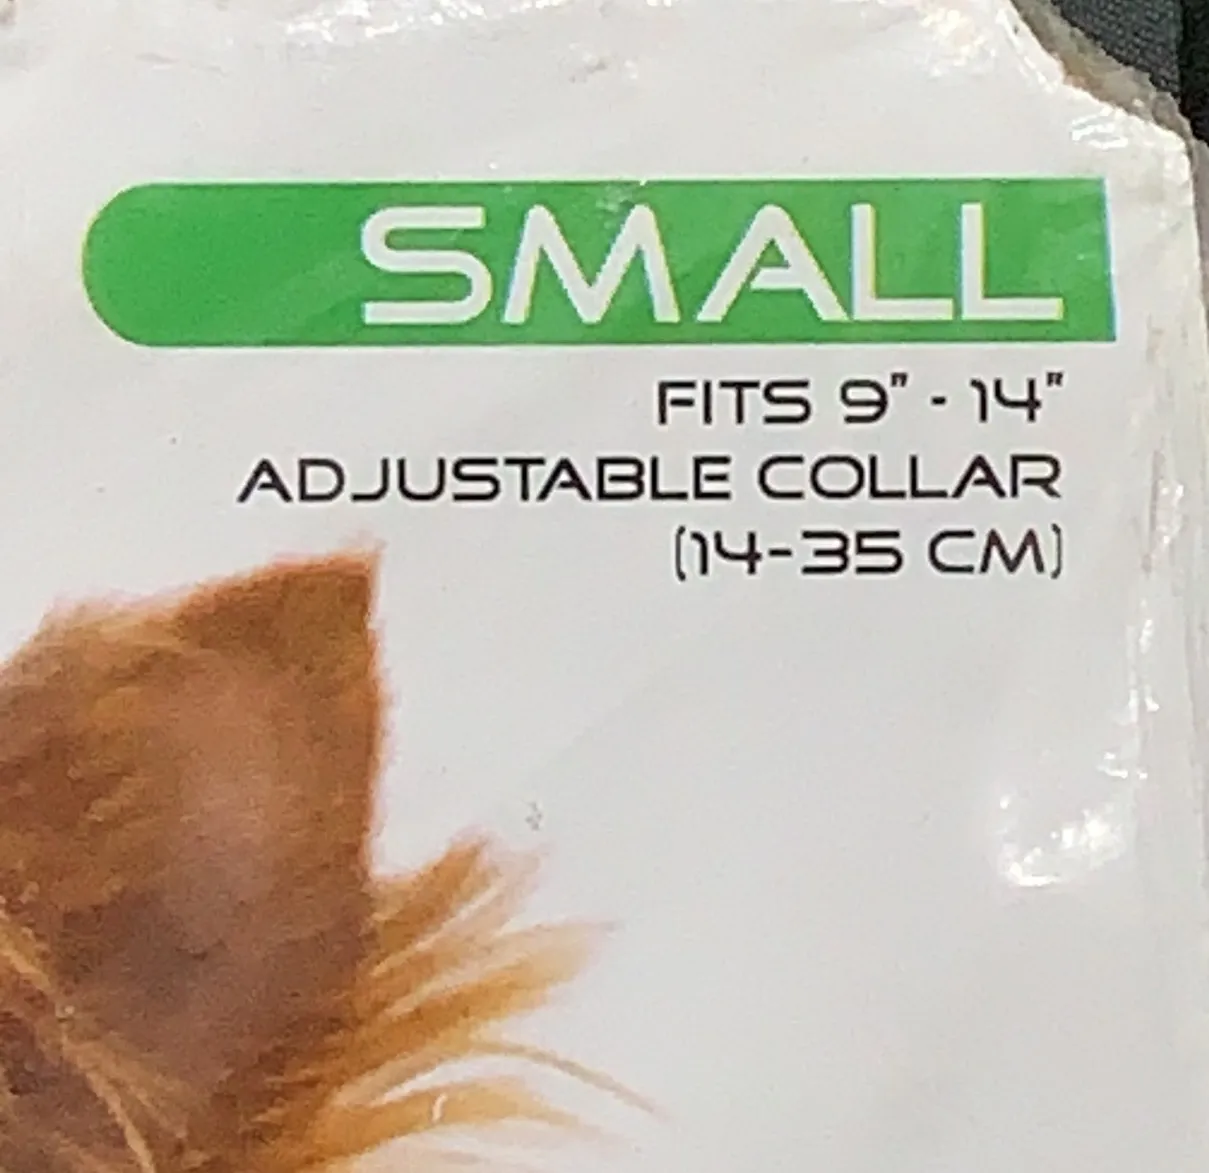 SMALL
FITS 9" - 14"
ADJUSTABLE COLLAR
(14-35 CM)